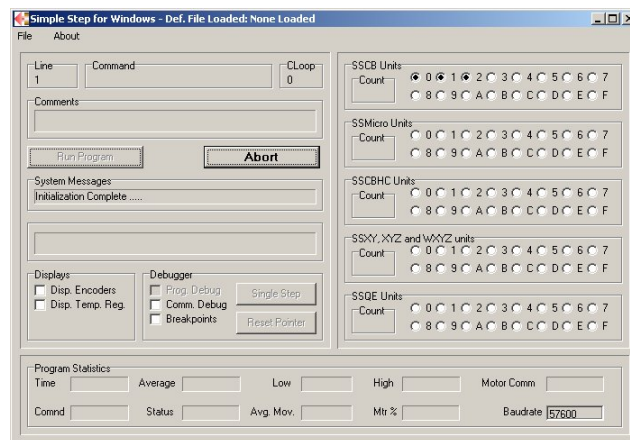 Simple Step for Windows - Def. File Loaded: None Loaded
File About
Line Command CLoop
1 0
Comments
Run Program Abort
System Messages
Initialization Complete .....
Displays
Disp. Encoders
Disp. Temp. Reg.
Debugger
Prog. Debug
Comm. Debug
Breakpoints
Single Step
Reset Pointer
SSCB Units
Count 0 1 2 3 4 5 6 7
8 9 A B C D E F
SSMicro Units
Count 0 1 2 3 4 5 6 7
8 9 A B C D E F
SSCBHC Units
Count 0 1 2 3 4 5 6 7
8 9 A B C D E F
SSXY, XYZ and WXYZ units
Count 0 1 2 3 4 5 6 7
8 9 A B C D E F
SSQE Units
Count 0 1 2 3 4 5 6 7
8 9 A B C D E F
Program Statistics
Time Average Low High Motor Comm
Comnd Status Avg. Mov. Mtr % Baudrate 57600